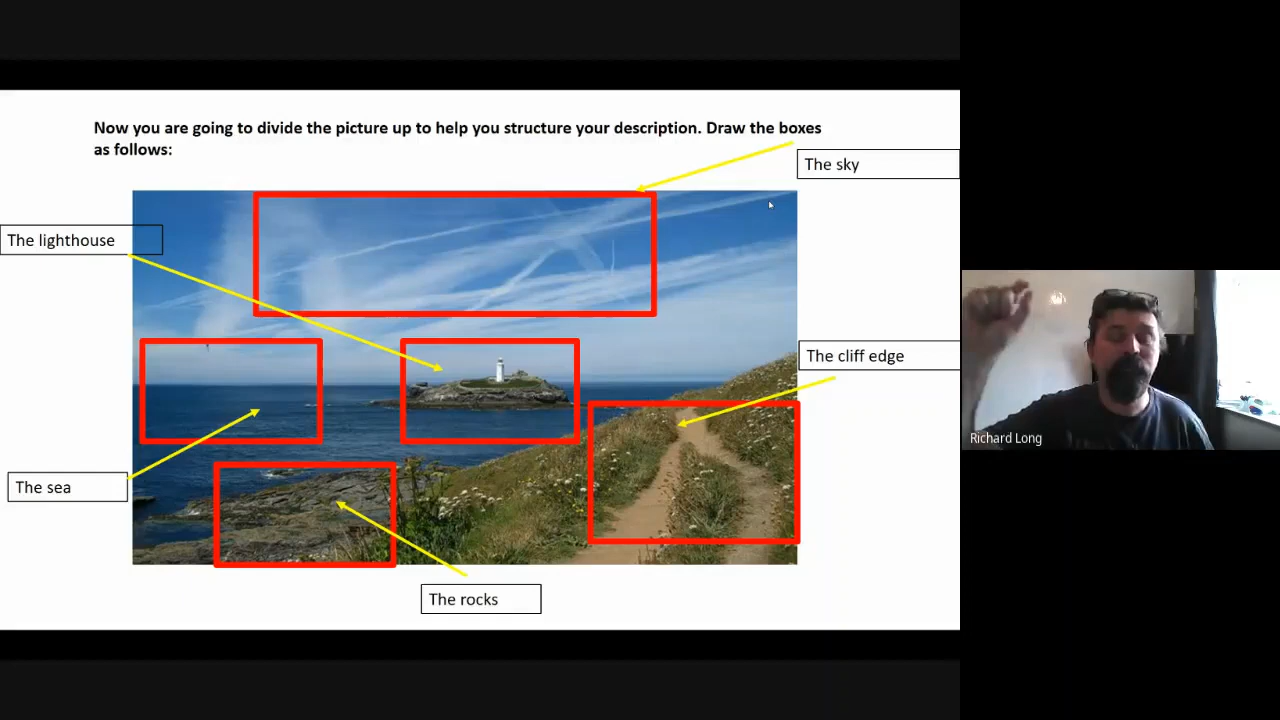 Now you are going to divide the picture up to help you structure your description. Draw the boxes
as follows:
The sky
The lighthouse
The cliff edge
Richard Long
The sea
The rocks